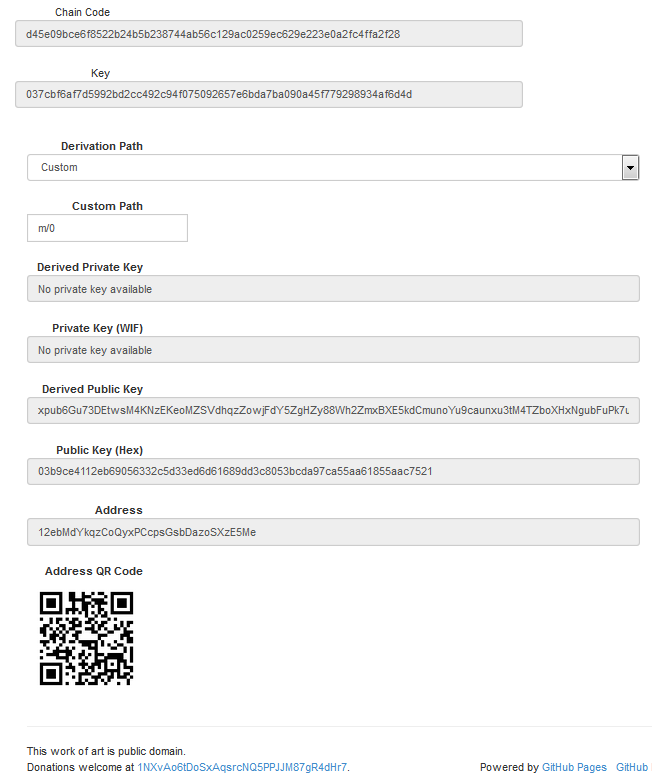 Chain Code
d45e09bce6f8522b24b5b238744ab56c129ac0259ec629e223e0a2fc4ffa2f28
Key
037cbf6af7d5992bd2cc492c94f075092657e6bda7ba090a45f779298934af6d4d
Derivation Path
Custom
Custom Path
m/0
Derived Private Key
No private key available
Private Key (WIF)
No private key available
Derived Public Key
xpub6Gu73DEtwsM4KNzEKeoMZSVdhqzZowjFdY5ZgHZy88Wh2ZmxBXE5kdCmunoYu9caunxu3tM4TZboXHxNgubFuPk7u
Public Key (Hex)
03b9ce4112eb69056332c5d33ed6d61689dd3c8053bcda97ca55aa61855aac7521
Address
12ebMdYkqzCoQyxPCcpsGsbDazoSXzE5Me
Address QR Code
This work of art is public domain.
Donations welcome at 1NXvAo6tDoSxAqsrcNQ5PPJJM87gR4dHr7. Powered by GitHub Pages GitHub